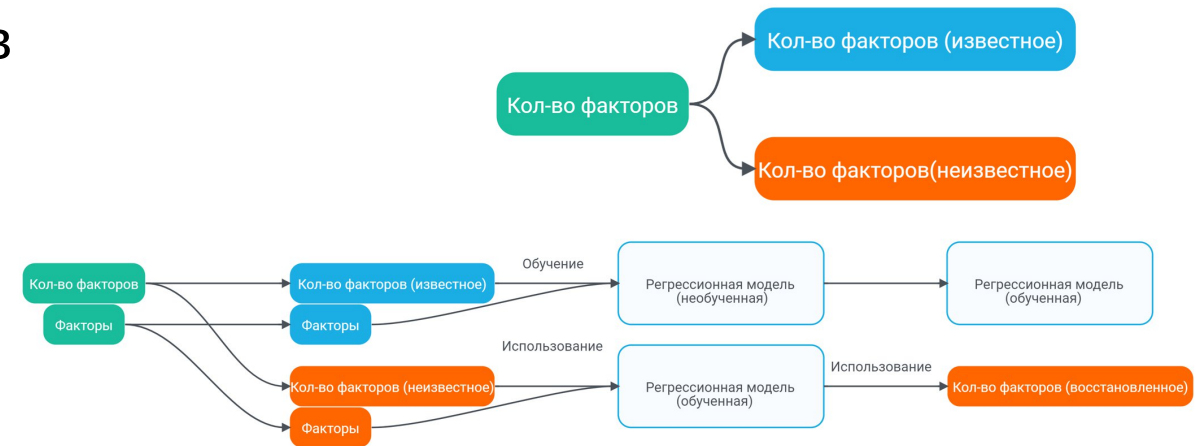 в
Кол-во факторов (известное)
Кол-во факторов
Кол-во факторов(неизвестное)
Обучение
Кол-во факторов
Кол-во факторов (известное)
Регрессионная модель
(необученная)
Регрессионная модель
(обученная)
Факторы
Факторы
Использование
Использование
Кол-во факторов (неизвестное)
Регрессионная модель
(обученная)
Кол-во факторов (восстановленное)
Факторы